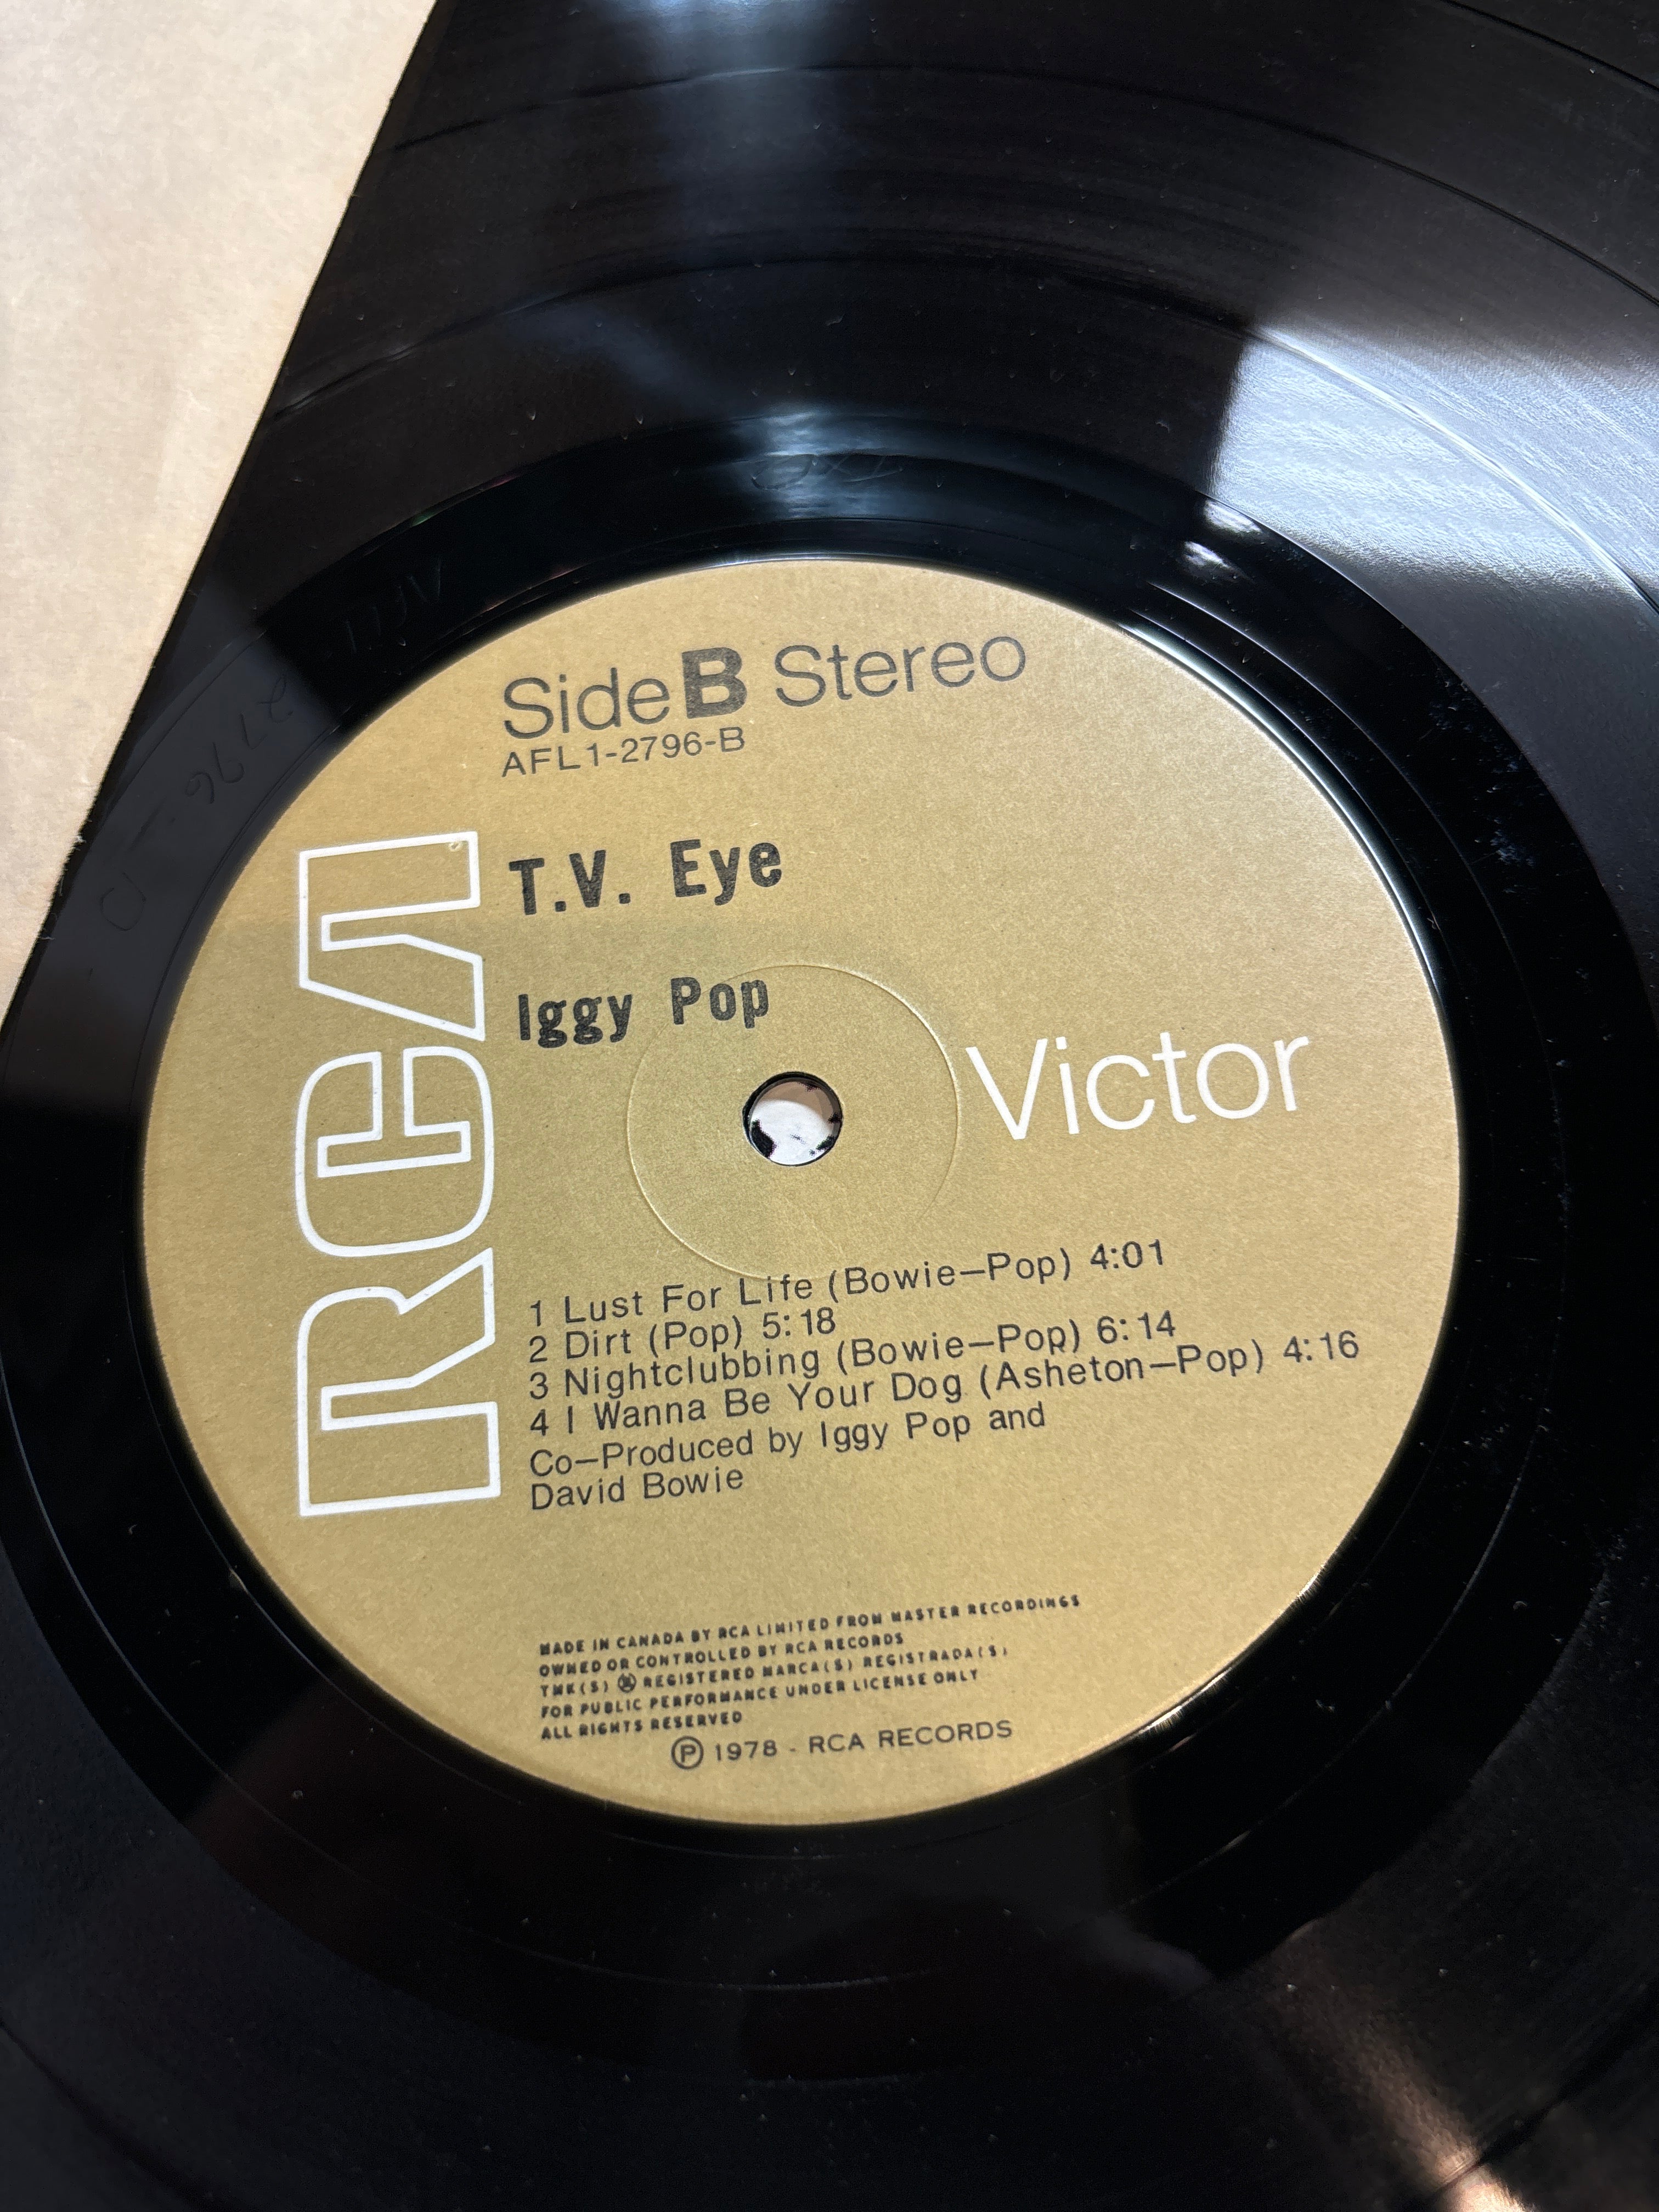 Side B Stereo
AFL1-2796-B
T.V. Eye
Iggy Pop
RCA
Victor
1 Lust For Life (Bowie–Pop) 4:01
2 Dirt (Pop) 5:18
3 Nightclubbing (Bowie–Pop) 6:14
4 I Wanna Be Your Dog (Asheton–Pop) 4:16
Co–Produced by Iggy Pop and
David Bowie
MADE IN CANADA BY RCA LIMITED FROM MASTER RECORDINGS
OWNED OR CONTROLLED BY RCA RECORDS
TMK(S) ® REGISTERED MARCA(S) REGISTRADA(S)
FOR PUBLIC PERFORMANCE UNDER LICENSE ONLY
ALL RIGHTS RESERVED
℗ 1978 - RCA RECORDS